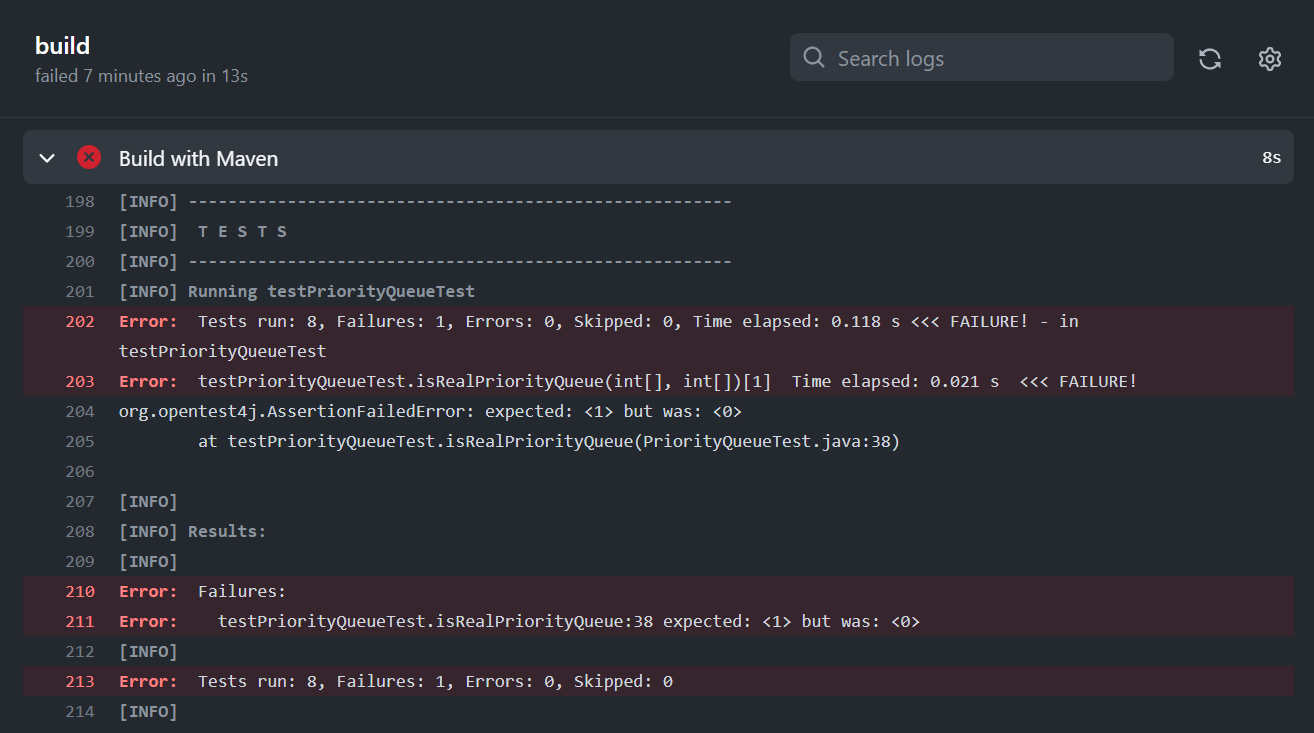 build
failed 7 minutes ago in 13s
Search logs
Build with Maven
8s
198 [INFO] -------------------------------------------------------
199 [INFO]  T E S T S
200 [INFO] -------------------------------------------------------
201 [INFO] Running testPriorityQueueTest
202 Error:  Tests run: 8, Failures: 1, Errors: 0, Skipped: 0, Time elapsed: 0.118 s <<< FAILURE! - in
testPriorityQueueTest
203 Error:  testPriorityQueueTest.isRealPriorityQueue(int[], int[])[1]  Time elapsed: 0.021 s  <<< FAILURE!
204 org.opentest4j.AssertionFailedError: expected: <1> but was: <0>
205         at testPriorityQueueTest.isRealPriorityQueue(PriorityQueueTest.java:38)
206
207 [INFO]
208 [INFO] Results:
209 [INFO]
210 Error:  Failures:
211 Error:    testPriorityQueueTest.isRealPriorityQueue:38 expected: <1> but was: <0>
212 [INFO]
213 Error:  Tests run: 8, Failures: 1, Errors: 0, Skipped: 0
214 [INFO]